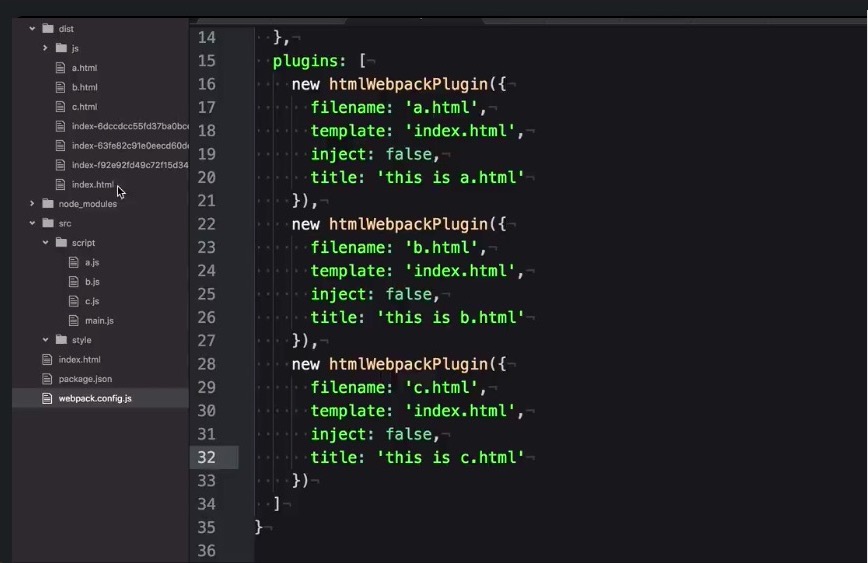 dist
js
a.html
b.html
c.html
index-6dccdcc55fd37ba0bce
index-63fe82c91e0eecd60de
index-f92e92fd49c72f15d34
index.html
node_modules
src
script
a.js
b.js
c.js
main.js
style
index.html
package.json
webpack.config.js
14 },
15 plugins: [
16 new htmlWebpackPlugin({
17 filename: 'a.html',
18 template: 'index.html',
19 inject: false,
20 title: 'this is a.html'
21 }),
22 new htmlWebpackPlugin({
23 filename: 'b.html',
24 template: 'index.html',
25 inject: false,
26 title: 'this is b.html'
27 }),
28 new htmlWebpackPlugin({
29 filename: 'c.html',
30 template: 'index.html',
31 inject: false,
32 title: 'this is c.html'
33 })
34 ]
35 }
36